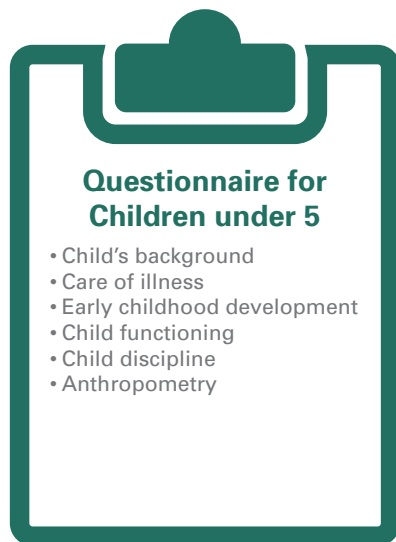 Questionnaire for
Children under 5
• Child's background
• Care of illness
• Early childhood development
• Child functioning
• Child discipline
• Anthropometry